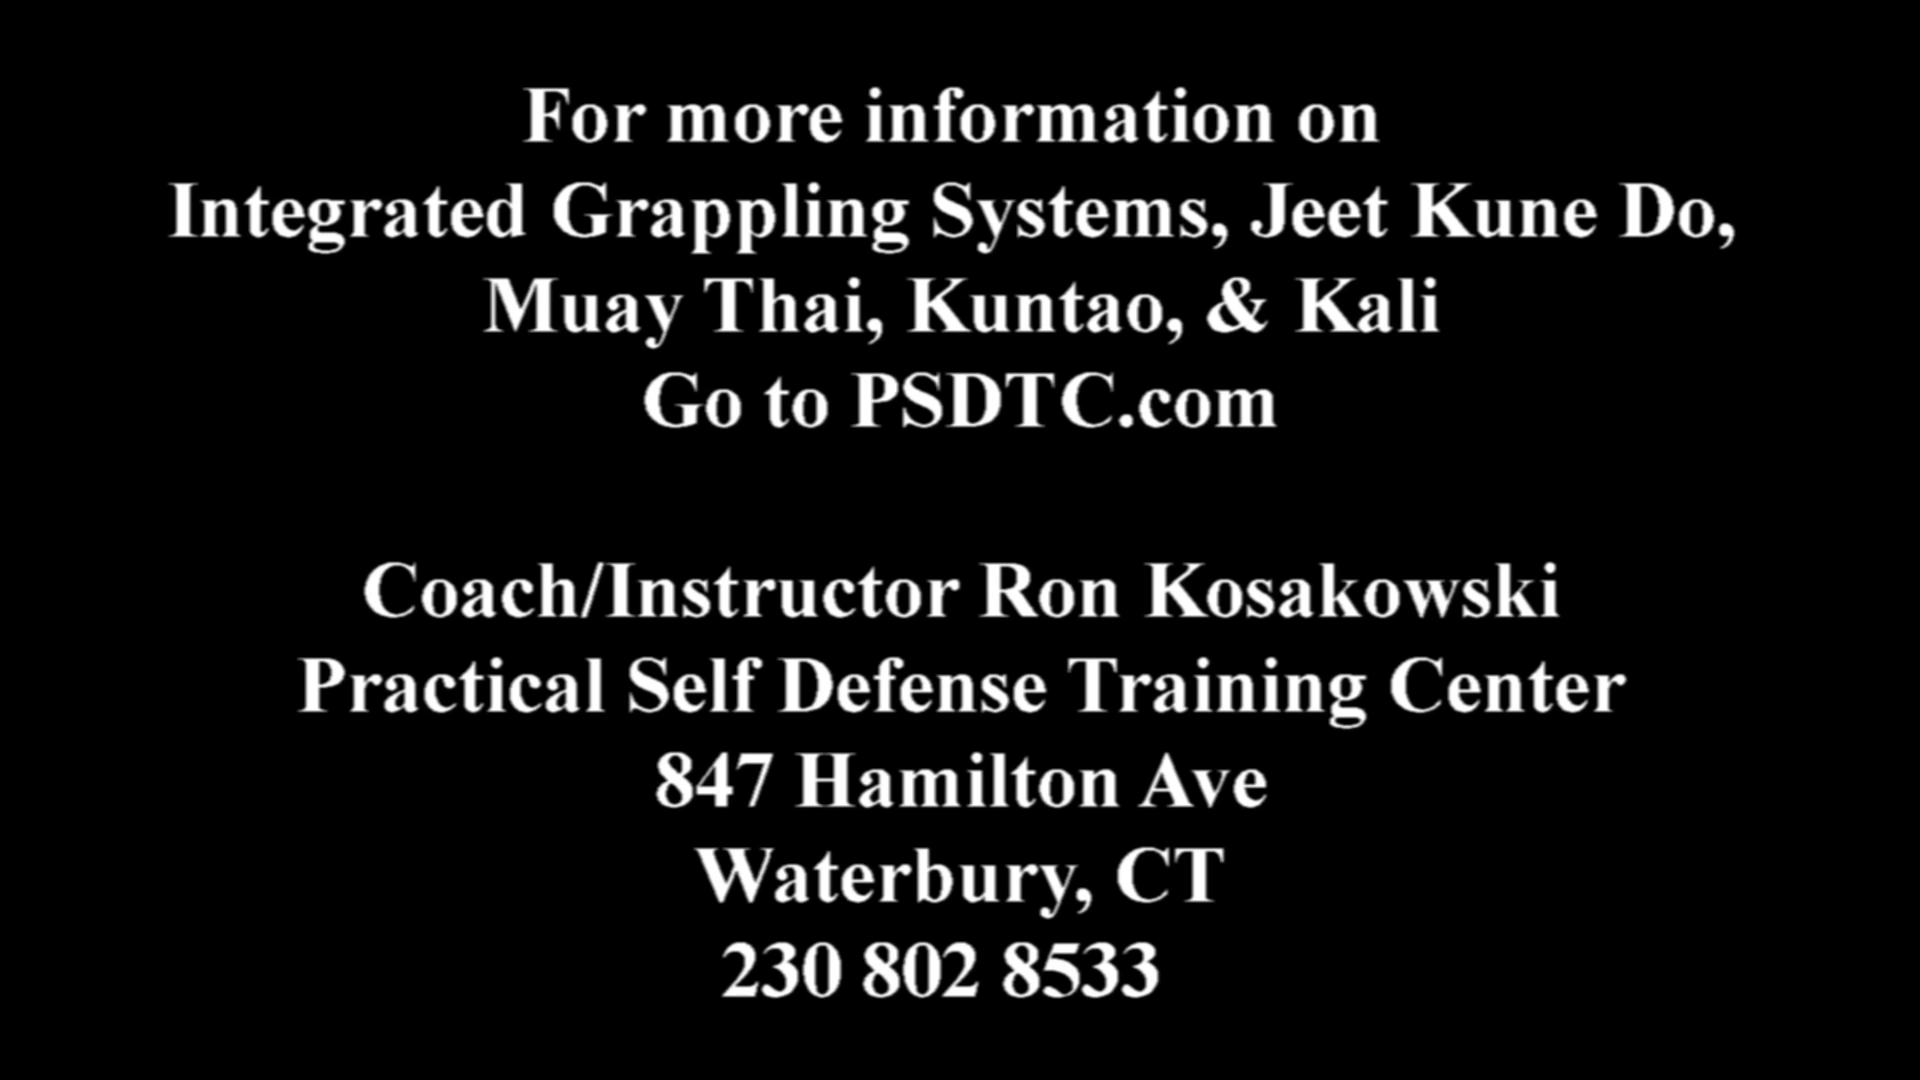 For more information on
Integrated Grappling Systems, Jeet Kune Do,
Muay Thai, Kuntao, & Kali
Go to PSDTC.com
Coach/Instructor Ron Kosakowski
Practical Self Defense Training Center
847 Hamilton Ave
Waterbury, CT
230 802 8533